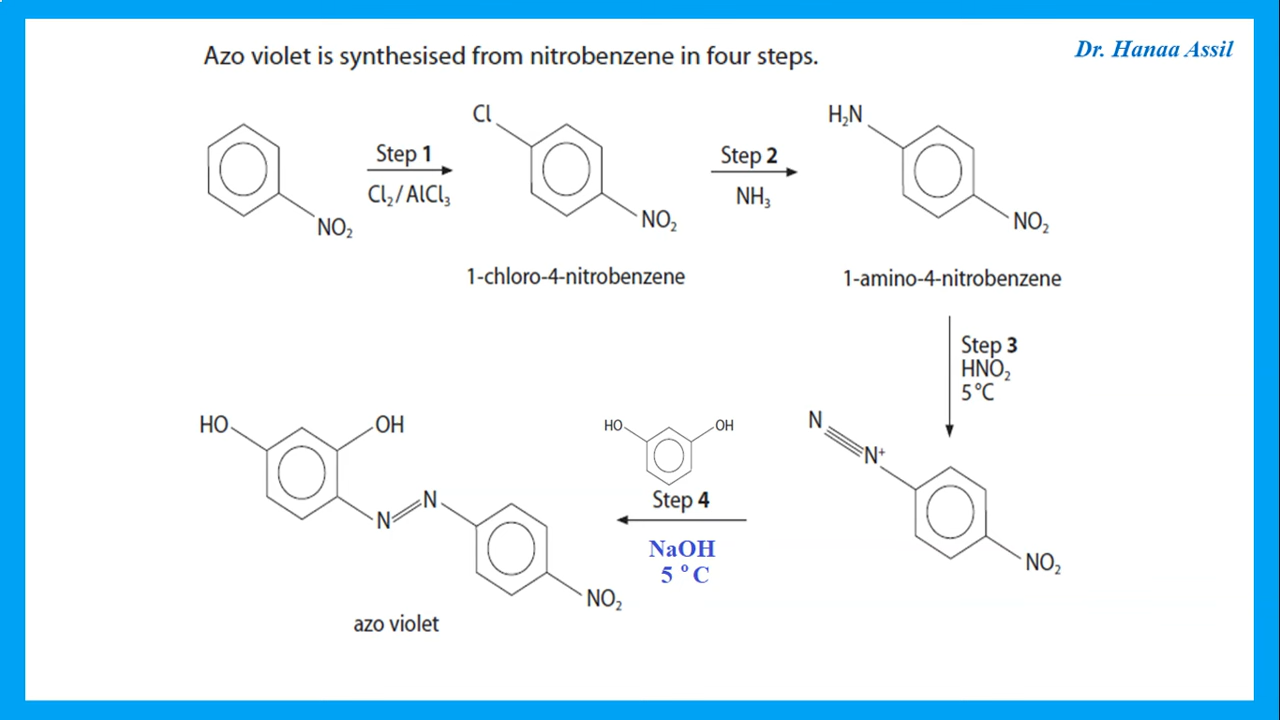 Azo violet is synthesised from nitrobenzene in four steps.
Dr. Hanaa Assil
NO₂
Step 1
Cl₂/AlCl₃
Cl
NO₂
1-chloro-4-nitrobenzene
Step 2
NH₃
H₂N
NO₂
1-amino-4-nitrobenzene
Step 3
HNO₂
5°C
N
N⁺
NO₂
HO
OH
Step 4
NaOH
5 °C
HO
OH
N
N
NO₂
azo violet